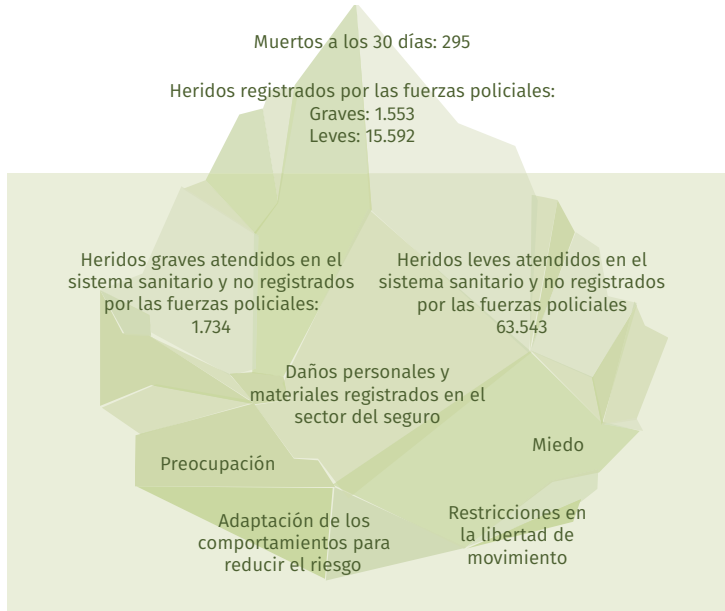 Muertos a los 30 días: 295
Heridos registrados por las fuerzas policiales:
Graves: 1.553
Leves: 15.592
Heridos graves atendidos en el
sistema sanitario y no registrados
por las fuerzas policiales:
1.734
Heridos leves atendidos en el
sistema sanitario y no registrados
por las fuerzas policiales
63.543
Daños personales y
materiales registrados en el
sector del seguro
Preocupación
Miedo
Adaptación de los
comportamientos para
reducir el riesgo
Restricciones en
la libertad de
movimiento